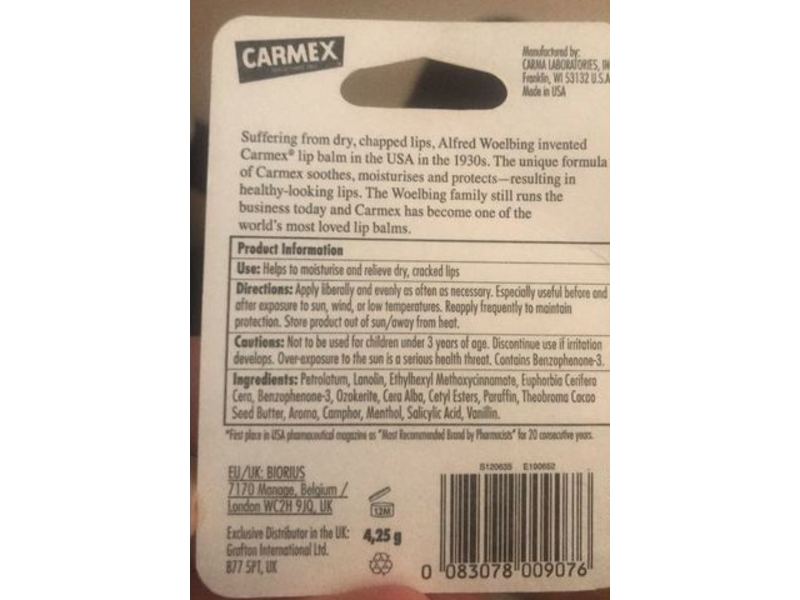 CARMEX
Manufactured by:
CARMA LABORATORIES, IN
Franklin, WI 53132 U.S.A
Made in USA
Suffering from dry, chapped lips, Alfred Woelbing invented
Carmex® lip balm in the USA in the 1930s. The unique formula
of Carmex soothes, moisturises and protects—resulting in
healthy-looking lips. The Woelbing family still runs the
business today and Carmex has become one of the
world's most loved lip balms.
Product Information
Use: Helps to moisturise and relieve dry, cracked lips
Directions: Apply liberally and evenly as often as necessary. Especially useful before and
after exposure to sun, wind, or low temperatures. Reapply frequently to maintain
protection. Store product out of sun/away from heat.
Cautions: Not to be used for children under 3 years of age. Discontinue use if irritation
develops. Over-exposure to the sun is a serious health threat. Contains Benzophenone-3.
Ingredients: Petrolatum, Lanolin, Ethylhexyl Methoxycinnamate, Euphorbia Cerifera
Cera, Benzophenone-3, Ozokerite, Cera Alba, Cetyl Esters, Paraffin, Theobroma Cacao
Seed Butter, Aroma, Camphor, Menthol, Salicylic Acid, Vanillin.
*First place in USA pharmaceutical magazine as "Most Recommended Brand by Pharmacists" for 20 consecutive years.
EU/UK: BIORIUS
7170 Manage, Belgium /
London WC2H 9JQ, UK
12M
Exclusive Distributor in the UK:
Grafton International Ltd.
B77 5PT, UK
4,25 g
S120635 E190652
0 083078 009076